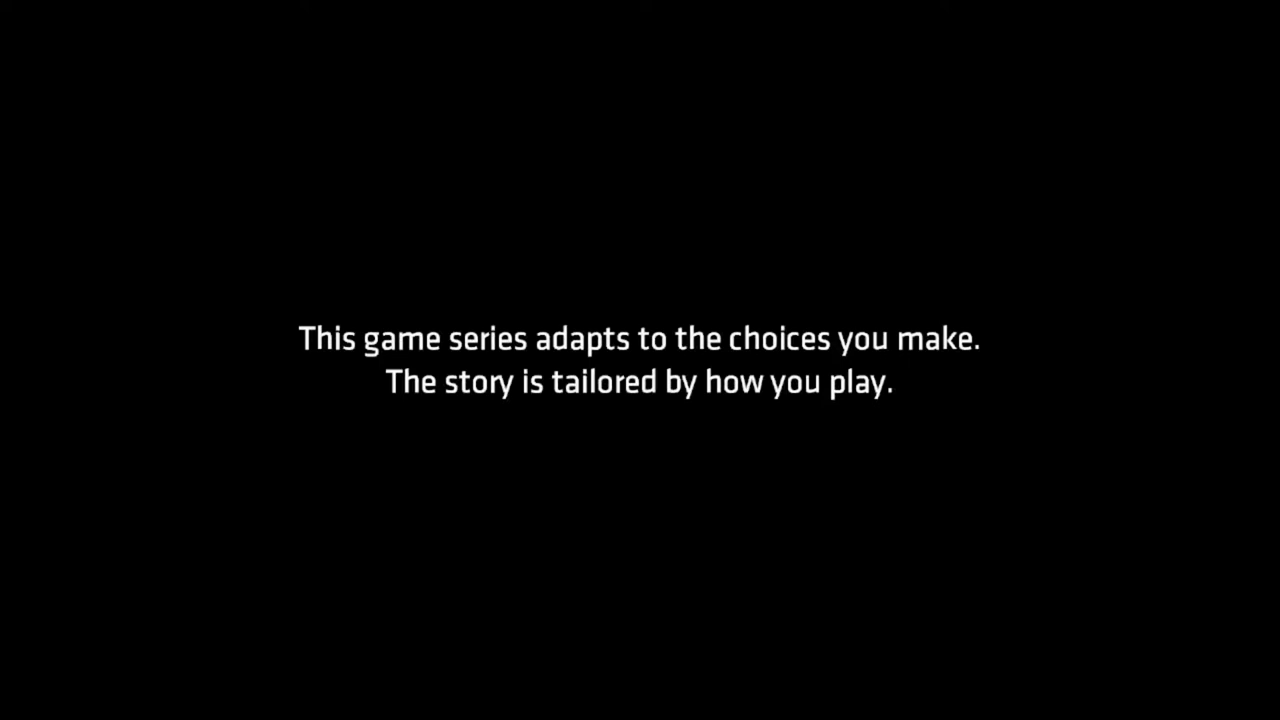 This game series adapts to the choices you make.
The story is tailored by how you play.